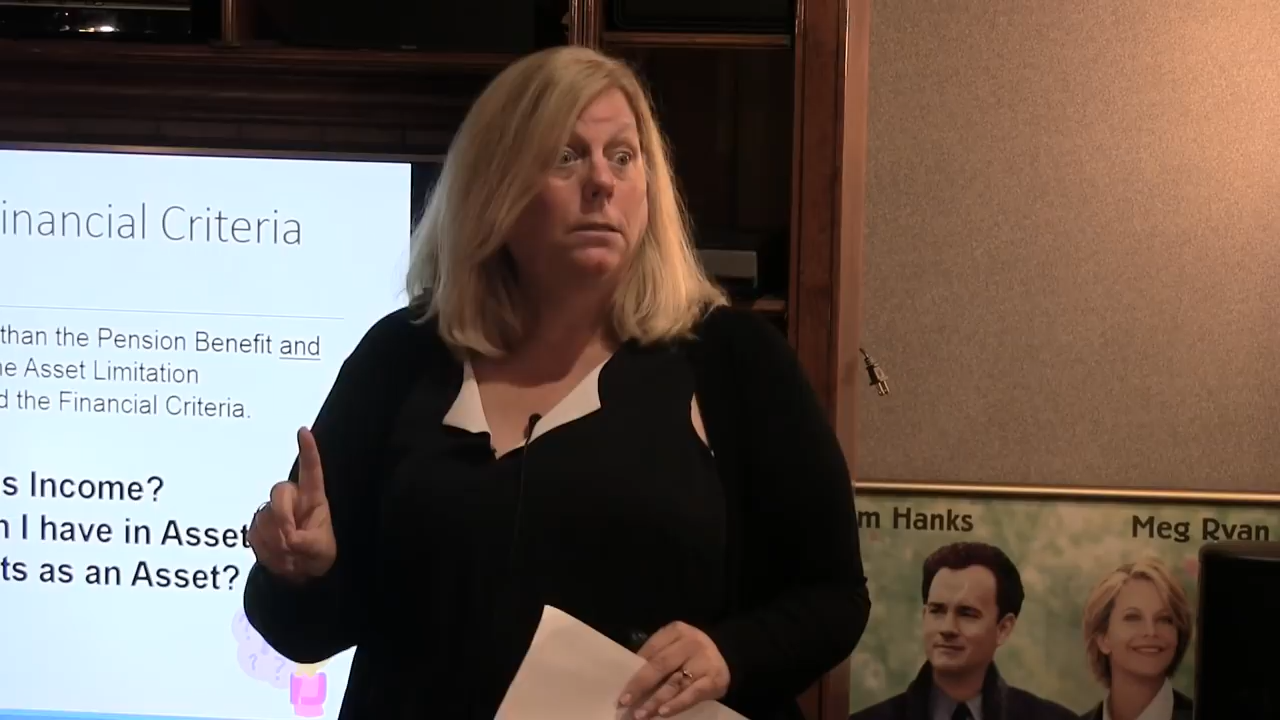 inancial Criteria
than the Pension Benefit and
he Asset Limitation
d the Financial Criteria.
s Income?
h I have in Asset
ts as an Asset?
m Hanks
Meg Ryan